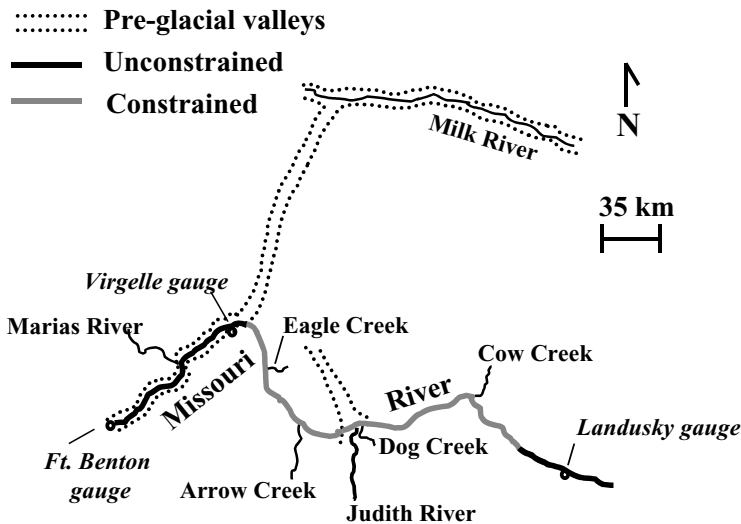 Pre-glacial valleys
Unconstrained
Constrained
Milk River
N
35 km
Virgelle gauge
Marias River
Eagle Creek
Missouri
River
Cow Creek
Ft. Benton
gauge
Dog Creek
Landusky gauge
Arrow Creek
Judith River